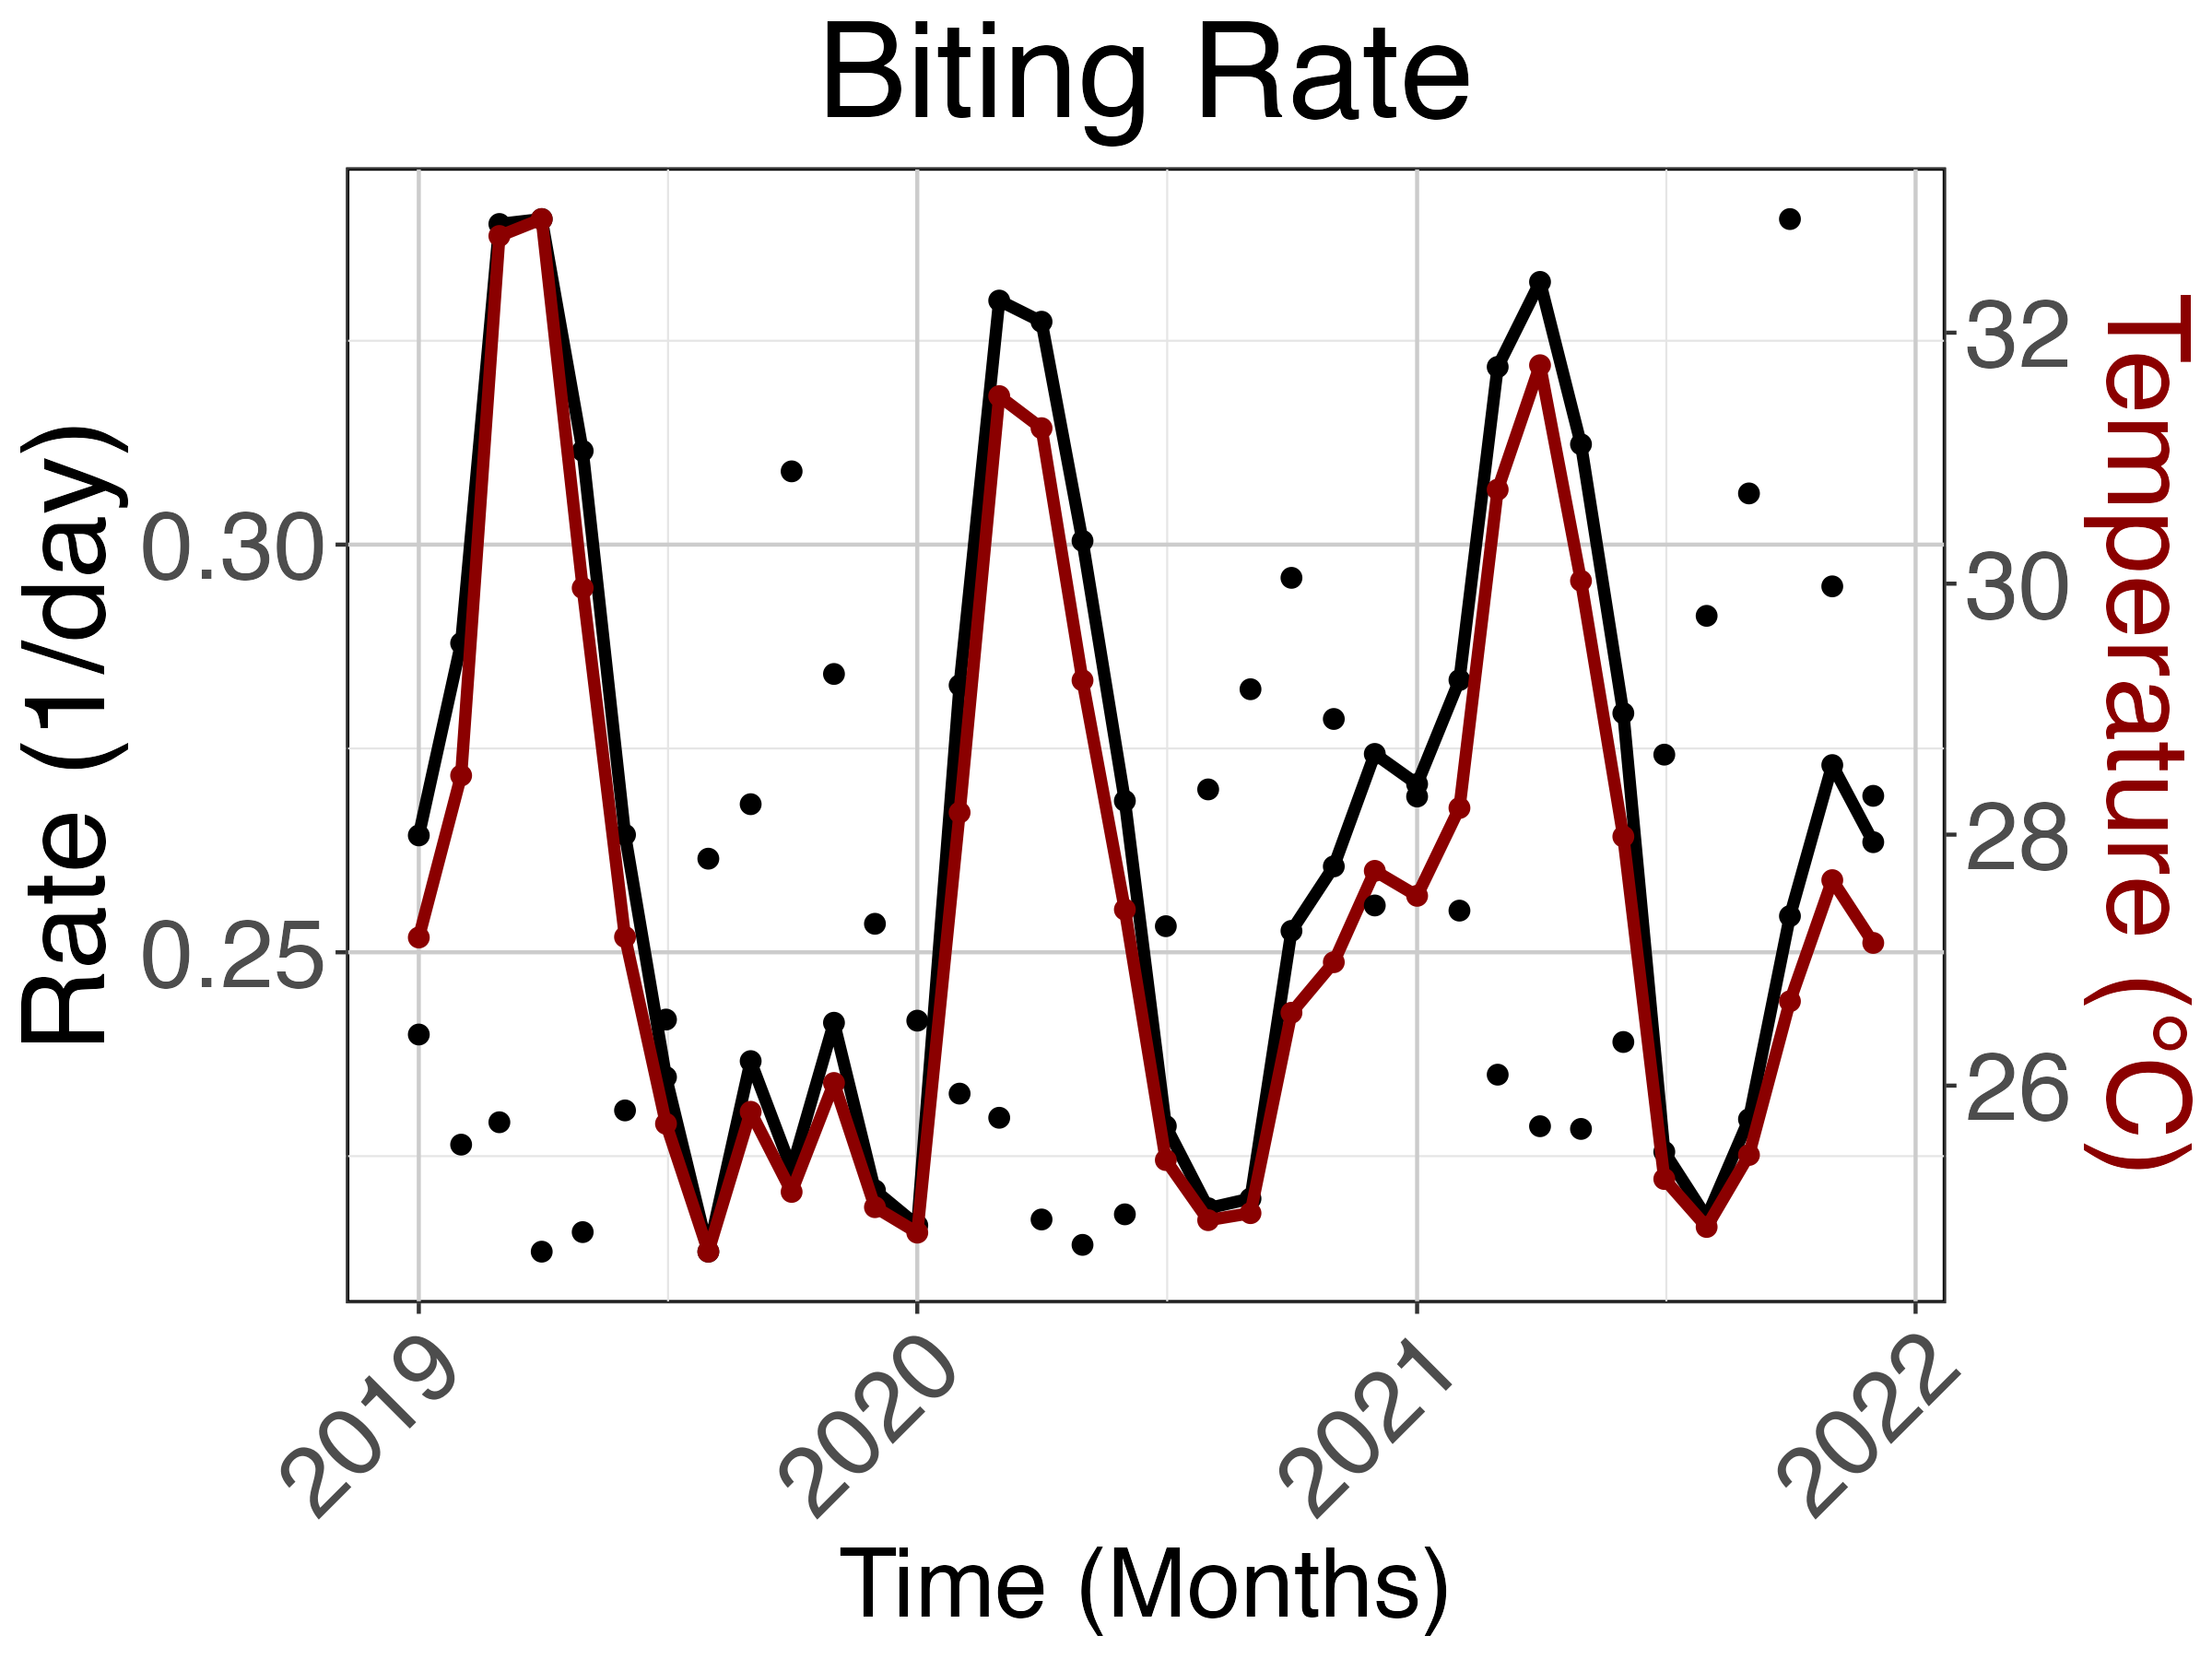 Biting Rate
Rate (1/day)
0.30
0.25
32
30
28
26
Temperature (°C)
2019
2020
2021
2022
Time (Months)